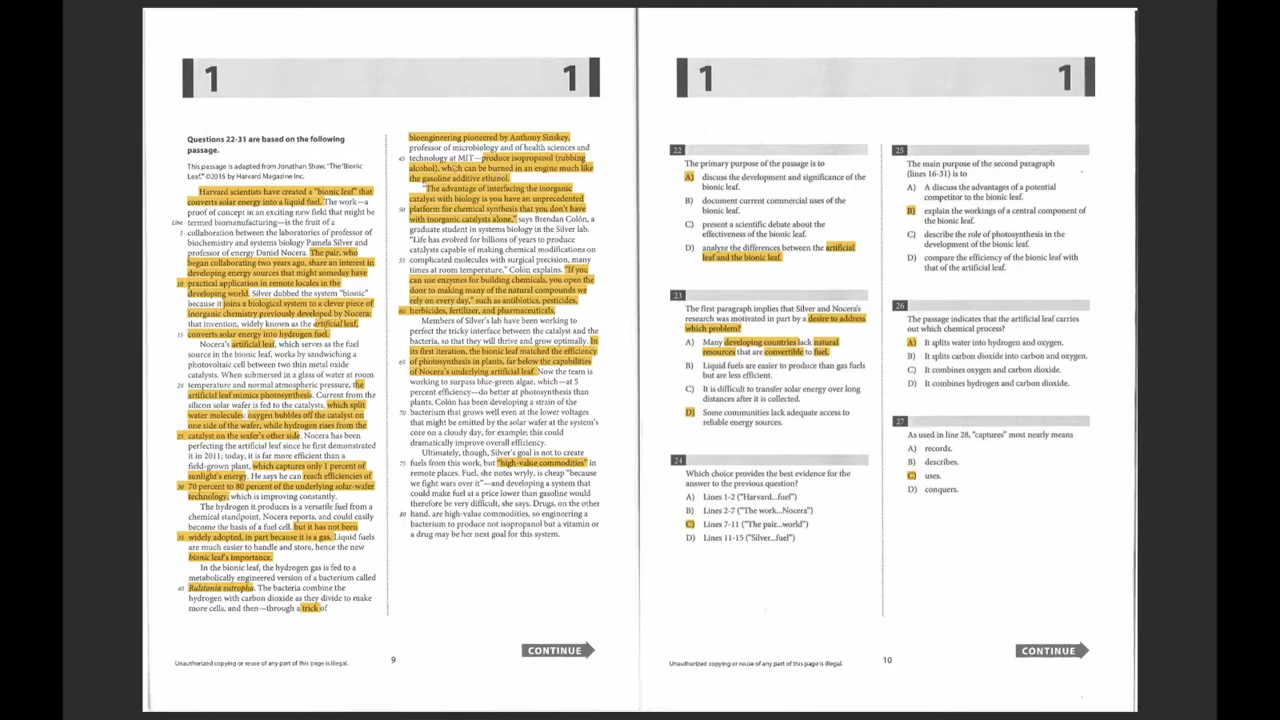 1
1
Questions 22-31 are based on the following
passage.
This passage is adapted from Jonathan Shaw, "The Bionic
Leaf." ©2015 by Harvard Magazine Inc.
Harvard scientists have created a "bionic leaf" that
converts solar energy into a liquid fuel. The work—a
proof of concept in an exciting new field that might be
Line termed biomanufacturing—is the fruit of a
5 collaboration between the laboratories of professor of
biochemistry and systems biology Pamela Silver and
professor of energy Daniel Nocera. The pair, who
began collaborating two years ago, share an interest in
developing energy sources that might someday have
10 practical application in remote locales in the
developing world. Silver dubbed the system "bionic"
because it joins a biological system to a clever piece of
inorganic chemistry previously developed by Nocera:
that invention, widely known as the artificial leaf,
15 converts solar energy into hydrogen fuel.
Nocera's artificial leaf, which serves as the fuel
source in the bionic leaf, works by sandwiching a
photovoltaic cell between two thin metal oxide
catalysts. When submersed in a glass of water at room
20 temperature and normal atmospheric pressure, the
artificial leaf mimics photosynthesis. Current from the
silicon solar wafer is fed to the catalysts, which split
water molecules: oxygen bubbles off the catalyst on
one side of the wafer, while hydrogen rises from the
25 catalyst on the wafer's other side. Nocera has been
perfecting the artificial leaf since he first demonstrated
it in 2011; today, it is far more efficient than a
field-grown plant, which captures only 1 percent of
sunlight's energy. He says he can reach efficiencies of
30 70 percent to 80 percent of the underlying solar-wafer
technology, which is improving constantly.
The hydrogen it produces is a versatile fuel from a
chemical standpoint, Nocera reports, and could easily
become the basis of a fuel cell, but it has not been
35 widely adopted, in part because it is a gas. Liquid fuels
are much easier to handle and store, hence the new
bionic leaf's importance.
In the bionic leaf, the hydrogen gas is fed to a
metabolically engineered version of a bacterium called
40 Ralstonia eutropha. The bacteria combine the
hydrogen with carbon dioxide as they divide to make
more cells, and then—through a trick of
bioengineering pioneered by Anthony Sinskey,
professor of microbiology and of health sciences and
45 technology at MIT—produce isopropanol (rubbing
alcohol), which can be burned in an engine much like
the gasoline additive ethanol.
"The advantage of interfacing the inorganic
catalyst with biology is you have an unprecedented
50 platform for chemical synthesis that you don't have
with inorganic catalysts alone," says Brendan Colón, a
graduate student in systems biology in the Silver lab.
"Life has evolved for billions of years to produce
catalysts capable of making chemical modifications on
55 complicated molecules with surgical precision, many
times at room temperature," Colón explains. "If you
can use enzymes for building chemicals, you open the
door to making many of the natural compounds we
rely on every day," such as antibiotics, pesticides,
60 herbicides, fertilizer, and pharmaceuticals.
Members of Silver's lab have been working to
perfect the tricky interface between the catalyst and the
bacteria, so that they will thrive and grow optimally. In
its first iteration, the bionic leaf matched the efficiency
65 of photosynthesis in plants, far below the capabilities
of Nocera's underlying artificial leaf. Now the team is
working to surpass blue-green algae, which—at 5
percent efficiency—do better at photosynthesis than
plants. Colón has been developing a strain of the
70 bacterium that grows well even at the lower voltages
that might be emitted by the solar wafer at the system's
core on a cloudy day, for example; this could
dramatically improve overall efficiency.
Ultimately, though, Silver's goal is not to create
75 fuels from this work, but "high-value commodities" in
remote places. Fuel, she notes wryly, is cheap "because
we fight wars over it"—and developing a system that
could make fuel at a price lower than gasoline would
therefore be very difficult, she says. Drugs, on the other
80 hand, are high-value commodities, so engineering a
bacterium to produce not isopropanol but a vitamin or
a drug may be her next goal for this system.
CONTINUE
Unauthorized copying or reuse of any part of this page is illegal.
9
1
1
22
The primary purpose of the passage is to
A) discuss the development and significance of the
bionic leaf.
B) document current commercial uses of the
bionic leaf.
C) present a scientific debate about the
effectiveness of the bionic leaf.
D) analyze the differences between the artificial
leaf and the bionic leaf.
23
The first paragraph implies that Silver and Nocera's
research was motivated in part by a desire to address
which problem?
A) Many developing countries lack natural
resources that are convertible to fuel.
B) Liquid fuels are easier to produce than gas fuels
but are less efficient.
C) It is difficult to transfer solar energy over long
distances after it is collected.
D) Some communities lack adequate access to
reliable energy sources.
24
Which choice provides the best evidence for the
answer to the previous question?
A) Lines 1-2 ("Harvard...fuel")
B) Lines 2-7 ("The work...Nocera")
C) Lines 7-11 ("The pair...world")
D) Lines 11-15 ("Silver...fuel")
25
The main purpose of the second paragraph
(lines 16-31) is to
A) A discuss the advantages of a potential
competitor to the bionic leaf.
B) explain the workings of a central component of
the bionic leaf.
C) describe the role of photosynthesis in the
development of the bionic leaf.
D) compare the efficiency of the bionic leaf with
that of the artificial leaf.
26
The passage indicates that the artificial leaf carries
out which chemical process?
A) It splits water into hydrogen and oxygen.
B) It splits carbon dioxide into carbon and oxygen.
C) It combines oxygen and carbon dioxide.
D) It combines hydrogen and carbon dioxide.
27
As used in line 28, "captures" most nearly means
A) records.
B) describes.
C) uses.
D) conquers.
CONTINUE
Unauthorized copying or reuse of any part of this page is illegal.
10